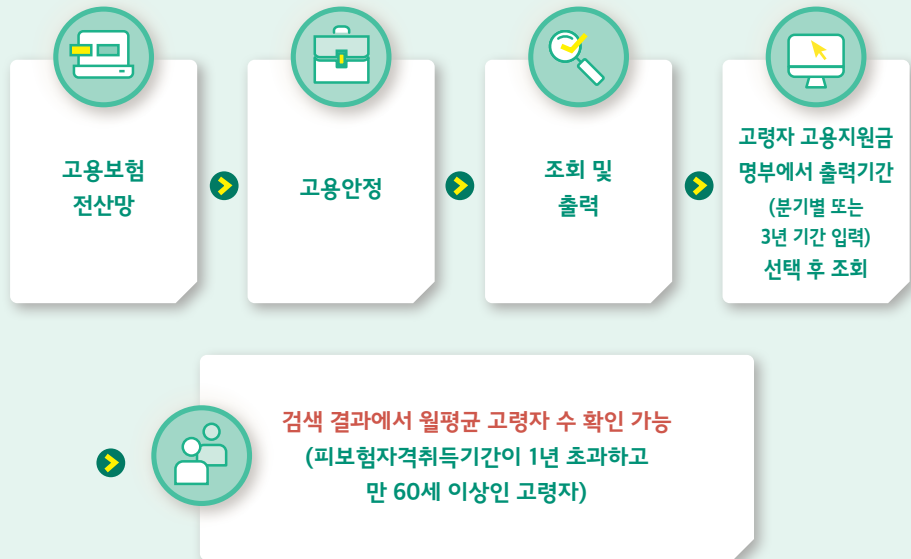 고용보험
전산망
고용안정
조회 및
출력
고령자 고용지원금
명부에서 출력기간
(분기별 또는
3년 기간 입력)
선택 후 조회
검색 결과에서 월평균 고령자 수 확인 가능
(피보험자격취득기간이 1년 초과하고
만 60세 이상인 고령자)